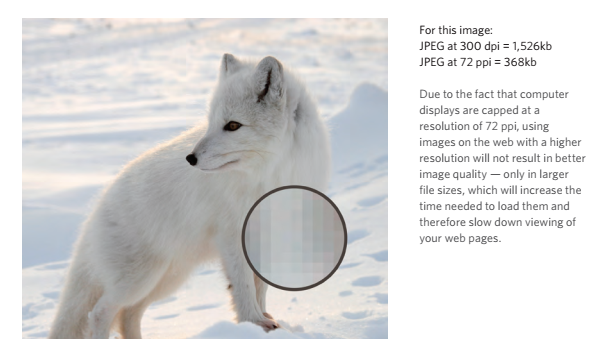 For this image:
JPEG at 300 dpi = 1,526kb
JPEG at 72 ppi = 368kb
Due to the fact that computer
displays are capped at a
resolution of 72 ppi, using
images on the web with a higher
resolution will not result in better
image quality — only in larger
file sizes, which will increase the
time needed to load them and
therefore slow down viewing of
your web pages.